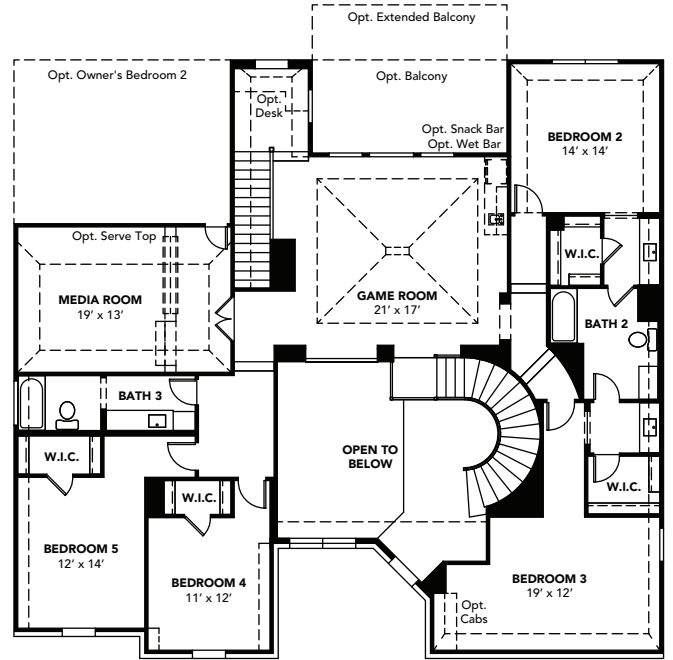 Opt. Extended Balcony
Opt. Owner's Bedroom 2
Opt. Balcony
Opt.
Desk
Opt. Snack Bar
Opt. Wet Bar
BEDROOM 2
14' x 14'
Opt. Serve Top
W.I.C.
MEDIA ROOM
19' x 13'
GAME ROOM
21' x 17'
BATH 2
BATH 3
OPEN TO
BELOW
W.I.C.
W.I.C.
W.I.C.
BEDROOM 5
12' x 14'
BEDROOM 4
11' x 12'
BEDROOM 3
19' x 12'
Opt.
Cabs